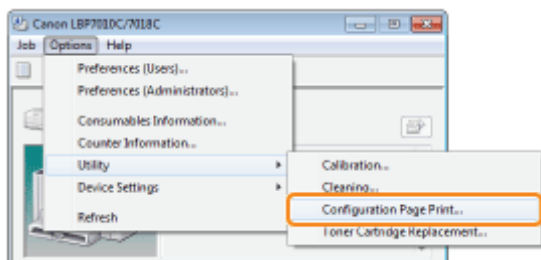 Canon LBP7010C/7018C
Job Options Help
Preferences (Users)...
Preferences (Administrators)...
Consumables Information...
Counter Information...
Utility
Device Settings
Refresh
Calibration...
Cleaning...
Configuration Page Print...
Toner Cartridge Replacement...